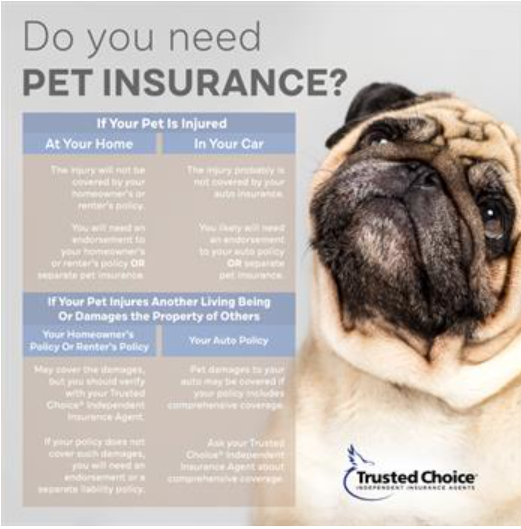 Do you need
PET INSURANCE?
If Your Pet Is Injured
At Your Home
In Your Car
The injury will not be
covered by your
homeowner's or
renter's policy.
You will need an
endorsement to
your homeowner's
or renter's policy OR
separate pet insurance.
The injury probably is
not covered by your
auto insurance.
You likely will need
an endorsement
to your auto policy
OR separate
pet insurance.
If Your Pet Injures Another Living Being
Or Damages the Property of Others
Your Homeowner's
Policy Or Renter's Policy
Your Auto Policy
May cover the damages,
but you should verify
with your Trusted
Choice® Independent
Insurance Agent.
If your policy does not
cover such damages,
you will need an
endorsement or a
separate liability policy.
Pet damages to your
auto may be covered if
your policy includes
comprehensive coverage.
Ask your Trusted
Choice® Independent
Insurance Agent about
comprehensive coverage.
Trusted Choice®
INDEPENDENT INSURANCE AGENTS